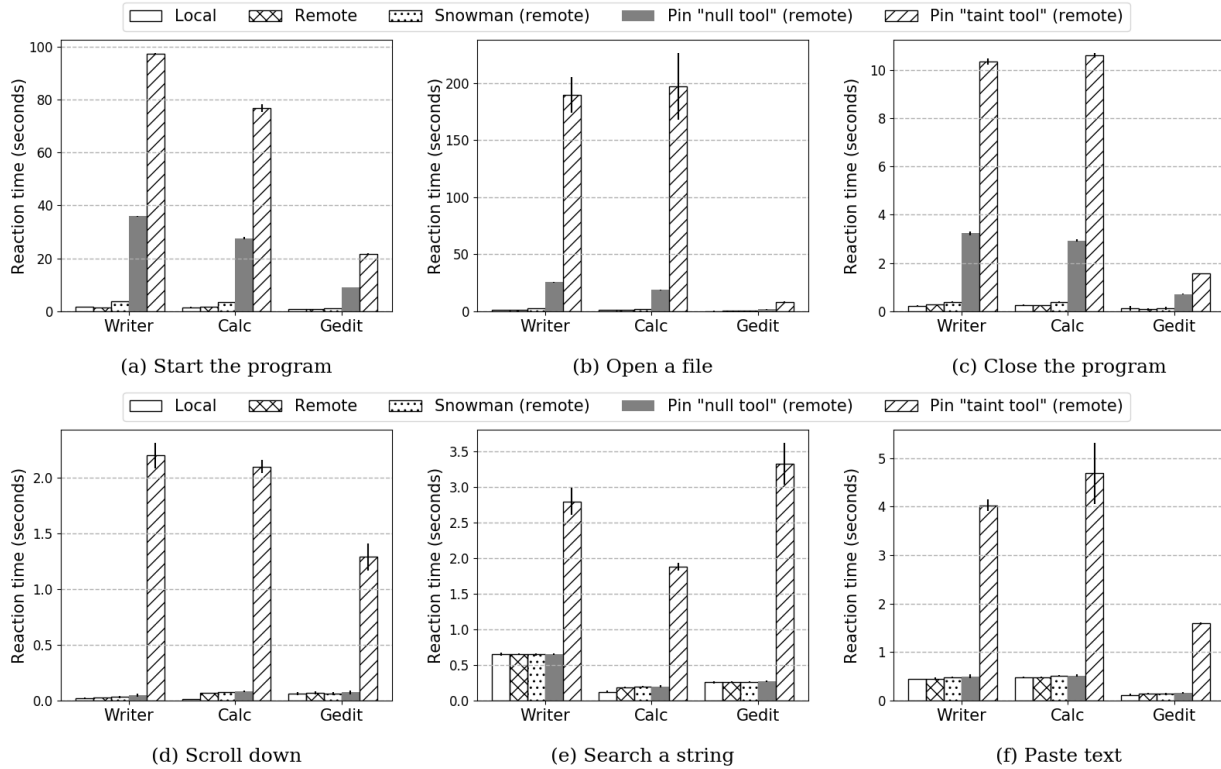 Local Remote Snowman (remote) Pin "null tool" (remote) Pin "taint tool" (remote)
Reaction time (seconds)
100
80
60
40
20
0
Writer Calc Gedit
(a) Start the program
Reaction time (seconds)
200
150
100
50
0
Writer Calc Gedit
(b) Open a file
Reaction time (seconds)
10
8
6
4
2
0
Writer Calc Gedit
(c) Close the program
Local Remote Snowman (remote) Pin "null tool" (remote) Pin "taint tool" (remote)
Reaction time (seconds)
2.0
1.5
1.0
0.5
0.0
Writer Calc Gedit
(d) Scroll down
Reaction time (seconds)
3.5
3.0
2.5
2.0
1.5
1.0
0.5
0.0
Writer Calc Gedit
(e) Search a string
Reaction time (seconds)
5
4
3
2
1
0
Writer Calc Gedit
(f) Paste text